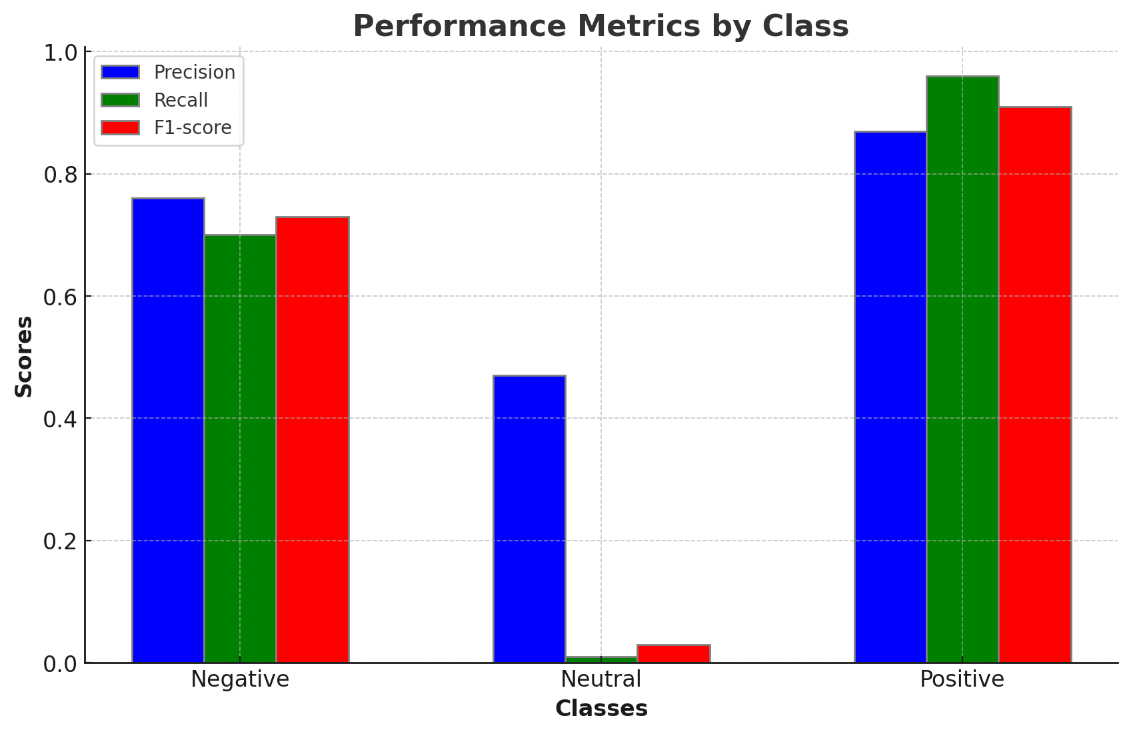 Performance Metrics by Class
Precision
Recall
F1-score
1.0
0.8
0.6
0.4
0.2
0.0
Scores
Negative
Neutral
Positive
Classes